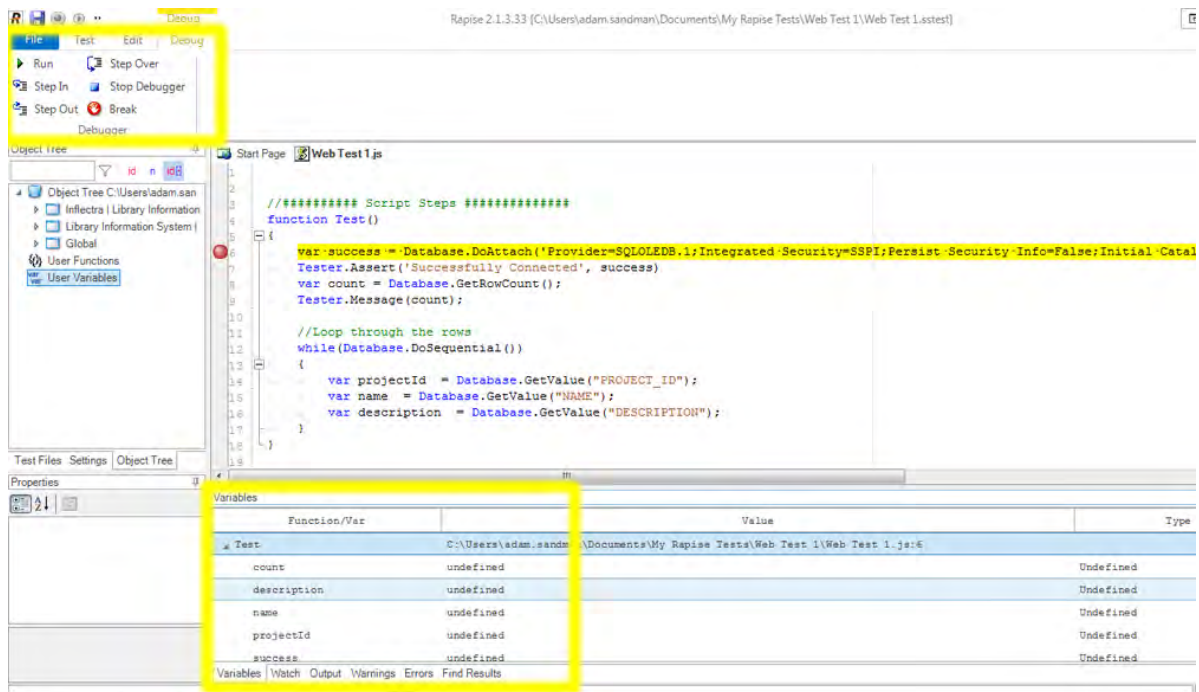 Debug
Rapise 2.1.3.33 [C:\Users\adam.sandman\Documents\My Rapise Tests\Web Test 1\Web Test 1.sstest]
File Test Edit Debug
Run Step Over
Step In Stop Debugger
Step Out Break
Debugger
Object Tree
id n id
Object Tree C:\Users\adam.san
Inflectra | Library Information
Library Information System (
Global
User Functions
User Variables
Test Files Settings Object Tree
Properties
Start Page Web Test 1.js
1
2
3 //########## Script Steps ##############
4 function Test()
5 {
6 var success = Database.DoAttach('Provider=SQLOLEDB.1;Integrated Security=SSPI;Persist Security Info=False;Initial Catal
7 Tester.Assert('Successfully Connected', success)
8 var count = Database.GetRowCount();
9 Tester.Message(count);
10
11 //Loop through the rows
12 while(Database.DoSequential())
13 {
14 var projectId = Database.GetValue("PROJECT_ID");
15 var name = Database.GetValue("NAME");
16 var description = Database.GetValue("DESCRIPTION");
17 }
18 }
19
Variables
Function/Var Value Type
Test C:\Users\adam.sandman\Documents\My Rapise Tests\Web Test 1\Web Test 1.js:6
count undefined Undefined
description undefined Undefined
name undefined Undefined
projectId undefined Undefined
success undefined Undefined
Variables Watch Output Warnings Errors Find Results